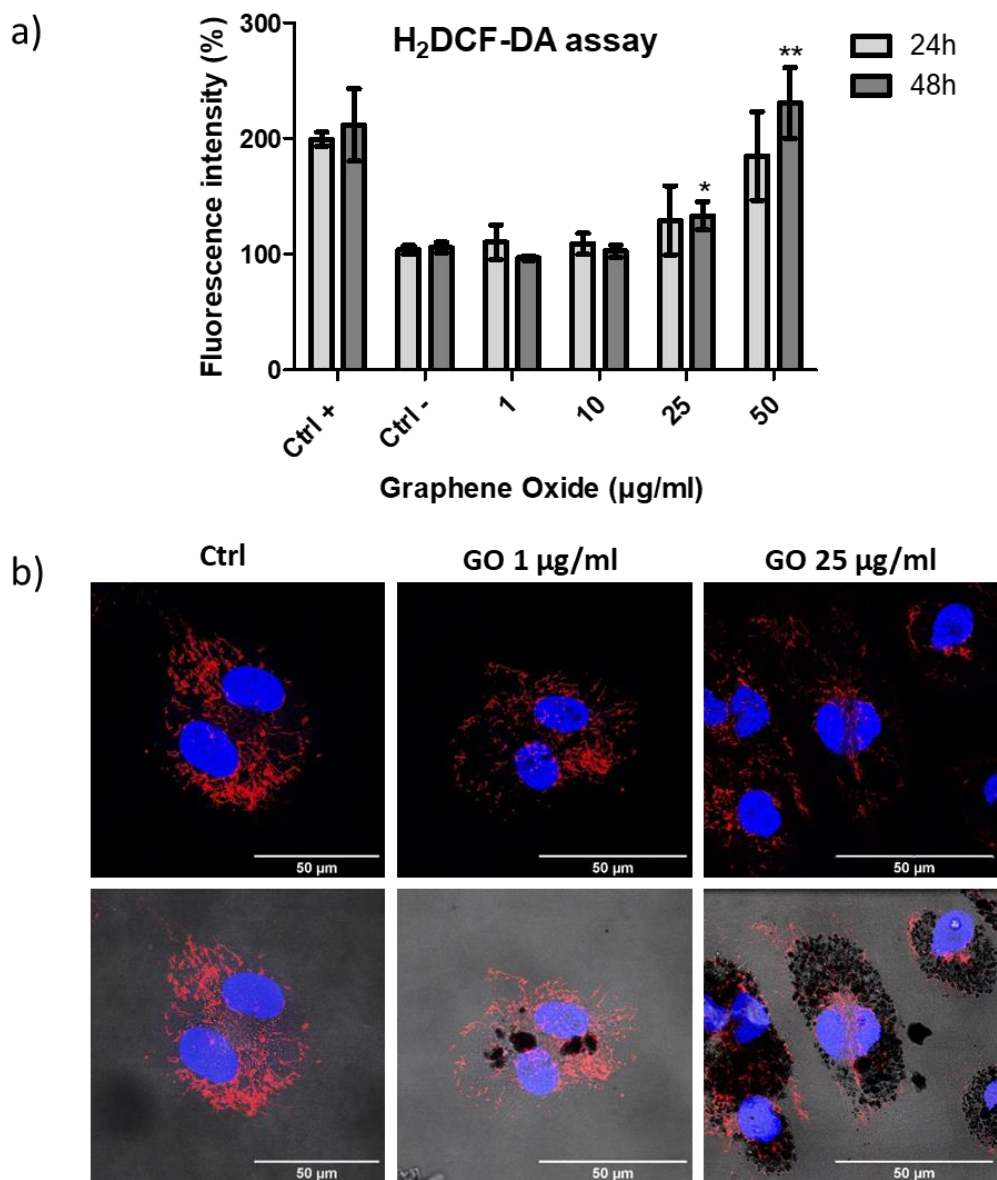 a)
H₂DCF-DA assay
24h
48h
Fluorescence intensity (%)
300
200
100
0
*
**
Ctrl +
Ctrl -
1
10
25
50
Graphene Oxide (µg/ml)
b)
Ctrl
GO 1 µg/ml
GO 25 µg/ml
50 µm
50 µm
50 µm
50 µm
50 µm
50 µm